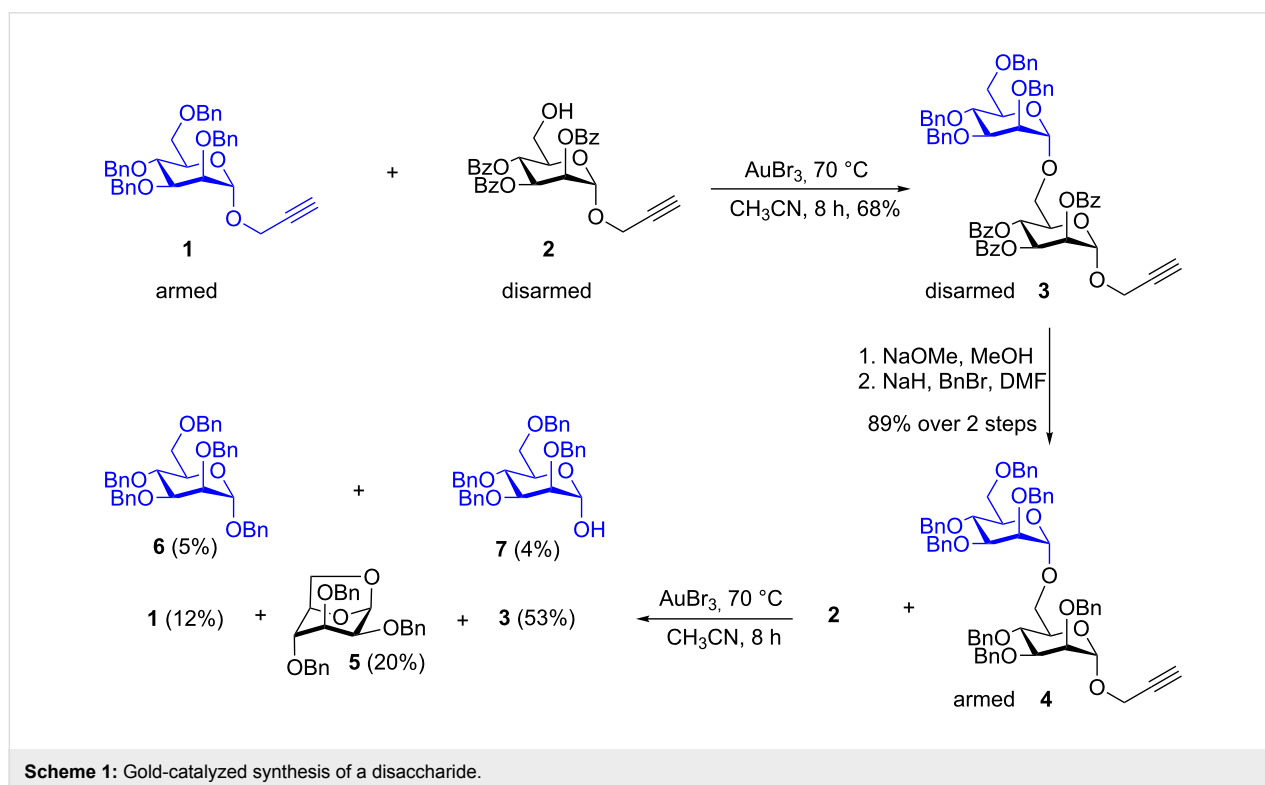 OBn
OBn
BnO
BnO
O
O
1
armed
+
OH
OBz
BzO
BzO
O
O
2
disarmed
AuBr3, 70 °C
CH3CN, 8 h, 68%
OBn
OBn
BnO
BnO
O
O
OBz
BzO
BzO
O
O
disarmed 3
1. NaOMe, MeOH
2. NaH, BnBr, DMF
89% over 2 steps
OBn
OBn
BnO
BnO
O
O
OBn
BnO
BnO
O
O
armed 4
+
2
AuBr3, 70 °C
CH3CN, 8 h
OBn
OBn
BnO
BnO
O
OBn
6 (5%)
+
OBn
OBn
BnO
BnO
O
OH
7 (4%)
1 (12%)
+
O
OBn
O
OBn
OBn
5 (20%)
+
3 (53%)
Scheme 1: Gold-catalyzed synthesis of a disaccharide.